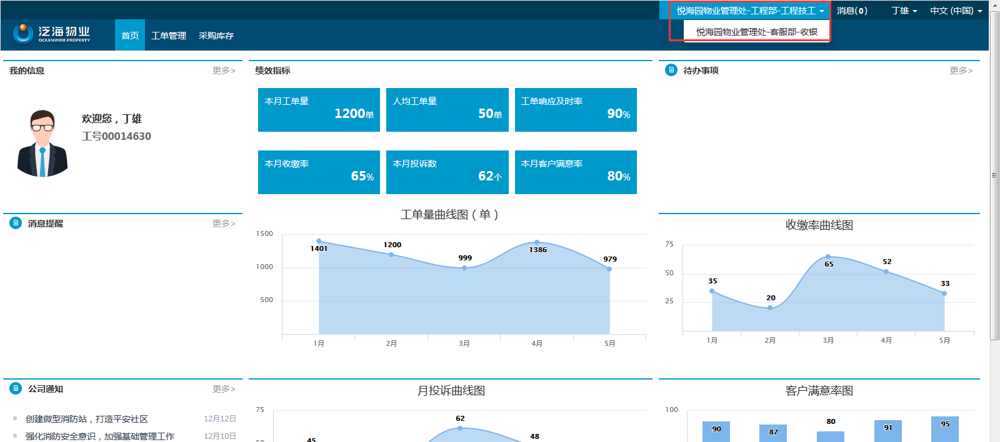 悦海园物业管理处-工程部-工程技工
消息(0)
丁雄
中文 (中国)
悦海园物业管理处-客服部-收银
泛海物业
OCEANWIDE PROPERTY
首页
工单管理
采购库存
我的信息
更多>
欢迎您，丁雄
工号00014630
绩效指标
本月工单量
1200单
人均工单量
50单
工单响应及时率
90%
本月收缴率
65%
本月投诉数
62个
本月客户满意率
80%
待办事项
更多>
消息提醒
更多>
工单量曲线图（单）
1500
1000
500
1401
1200
999
1386
979
1月
2月
3月
4月
5月
收缴率曲线图
75
50
25
35
20
65
52
33
1月
2月
3月
4月
5月
公司通知
更多>
创建微型消防站，打造平安社区
12月12日
强化消防安全意识，加强基础管理工作
12月10日
月投诉曲线图
75
50
45
62
48
客户满意率图
100
90
87
80
91
95